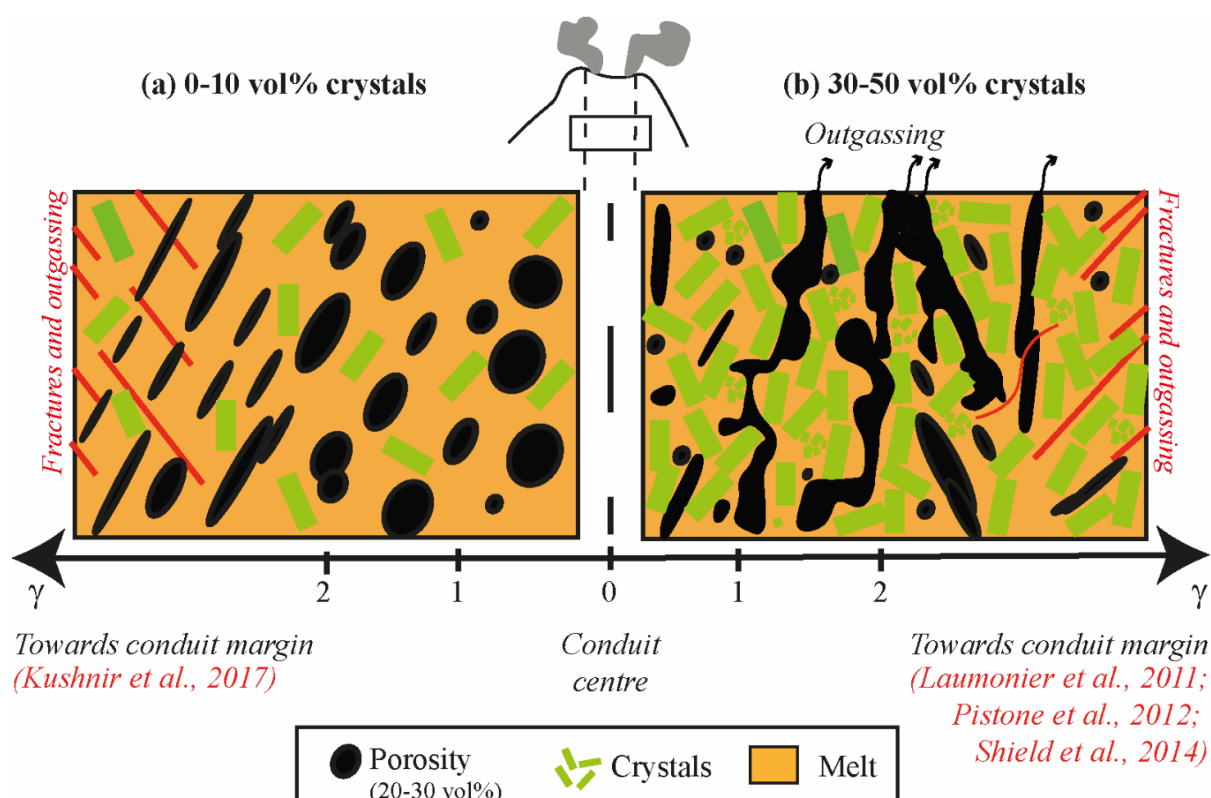 (a) 0-10 vol% crystals
(b) 30-50 vol% crystals
Outgassing
Fractures and outgassing
Fractures and outgassing
γ
2
1
0
1
2
γ
Towards conduit margin
(Kushnir et al., 2017)
Conduit
centre
Towards conduit margin
(Laumonier et al., 2011;
Pistone et al., 2012;
Shield et al., 2014)
Porosity
(20-30 vol%)
Crystals
Melt